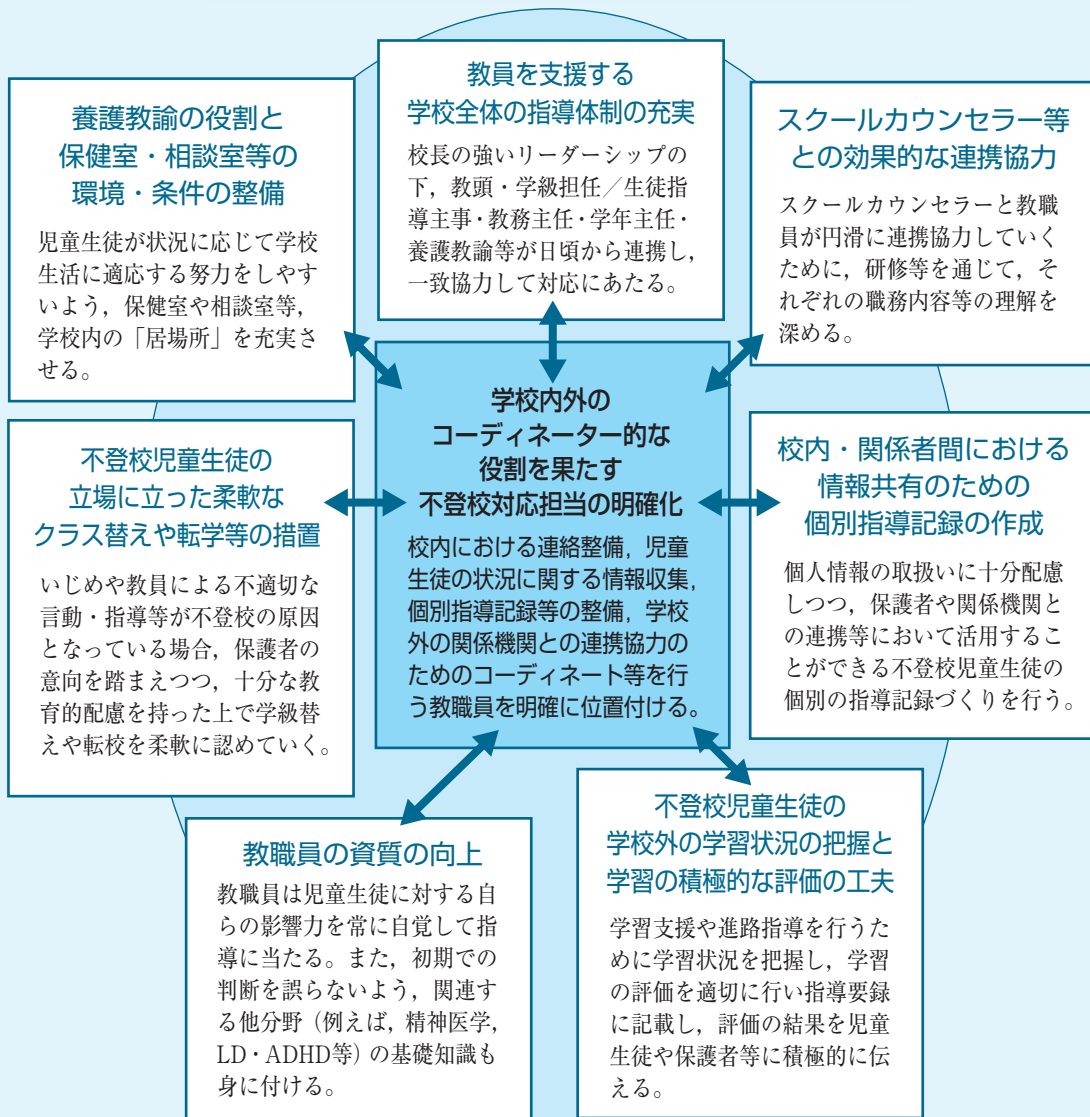 教員を支援する
学校全体の指導体制の充実
校長の強いリーダーシップの
下，教頭・学級担任／生徒指
導主事・教務主任・学年主任・
養護教諭等が日頃から連携し，
一致協力して対応にあたる。
養護教諭の役割と
保健室・相談室等の
環境・条件の整備
児童生徒が状況に応じて学校
生活に適応する努力をしやす
いよう，保健室や相談室等，
学校内の「居場所」を充実さ
せる。
スクールカウンセラー等
との効果的な連携協力
スクールカウンセラーと教職
員が円滑に連携協力していく
ために，研修等を通じて，そ
れぞれの職務内容等の理解を
深める。
学校内外の
コーディネーター的な
役割を果たす
不登校対応担当の明確化
校内における連絡整備，児童
生徒の状況に関する情報収集，
個別指導記録等の整備，学校
外の関係機関との連携協力の
ためのコーディネート等を行
う教職員を明確に位置付ける。
不登校児童生徒の
立場に立った柔軟な
クラス替えや転学等の措置
いじめや教員による不適切な
言動・指導等が不登校の原因
となっている場合，保護者の
意向を踏まえつつ，十分な教
育的配慮を持った上で学級替
えや転校を柔軟に認めていく。
校内・関係者間における
情報共有のための
個別指導記録の作成
個人情報の取扱いに十分配慮
しつつ，保護者や関係機関と
の連携等において活用するこ
とができる不登校児童生徒の
個別の指導記録づくりを行う。
教職員の資質の向上
教職員は児童生徒に対する自
らの影響力を常に自覚して指
導に当たる。また，初期での
判断を誤らないよう，関連す
る他分野（例えば，精神医学，
LD・ADHD等）の基礎知識も
身に付ける。
不登校児童生徒の
学校外の学習状況の把握と
学習の積極的な評価の工夫
学習支援や進路指導を行うた
めに学習状況を把握し，学習
の評価を適切に行い指導要録
に記載し，評価の結果を児童
生徒や保護者等に積極的に伝
える。